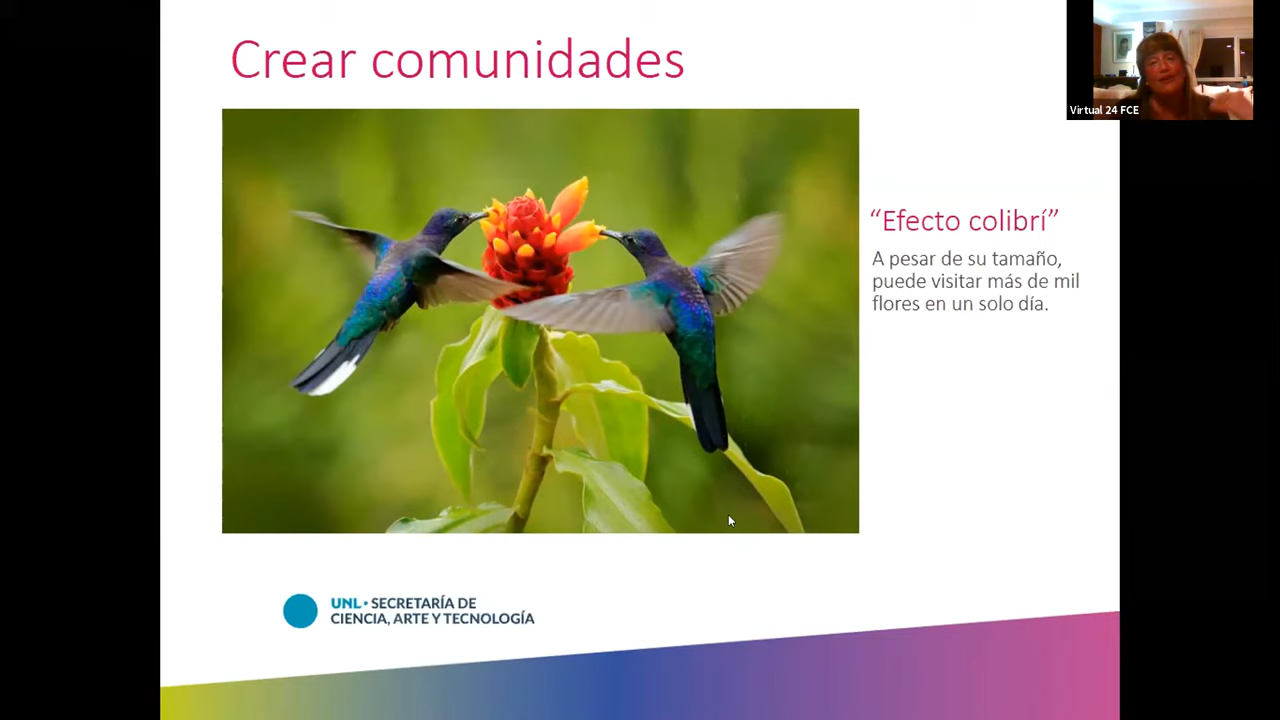 Crear comunidades
Virtual 24 FCE
“Efecto colibrí”
A pesar de su tamaño,
puede visitar más de mil
flores en un solo día.
UNL • SECRETARÍA DE
CIENCIA, ARTE Y TECNOLOGÍA